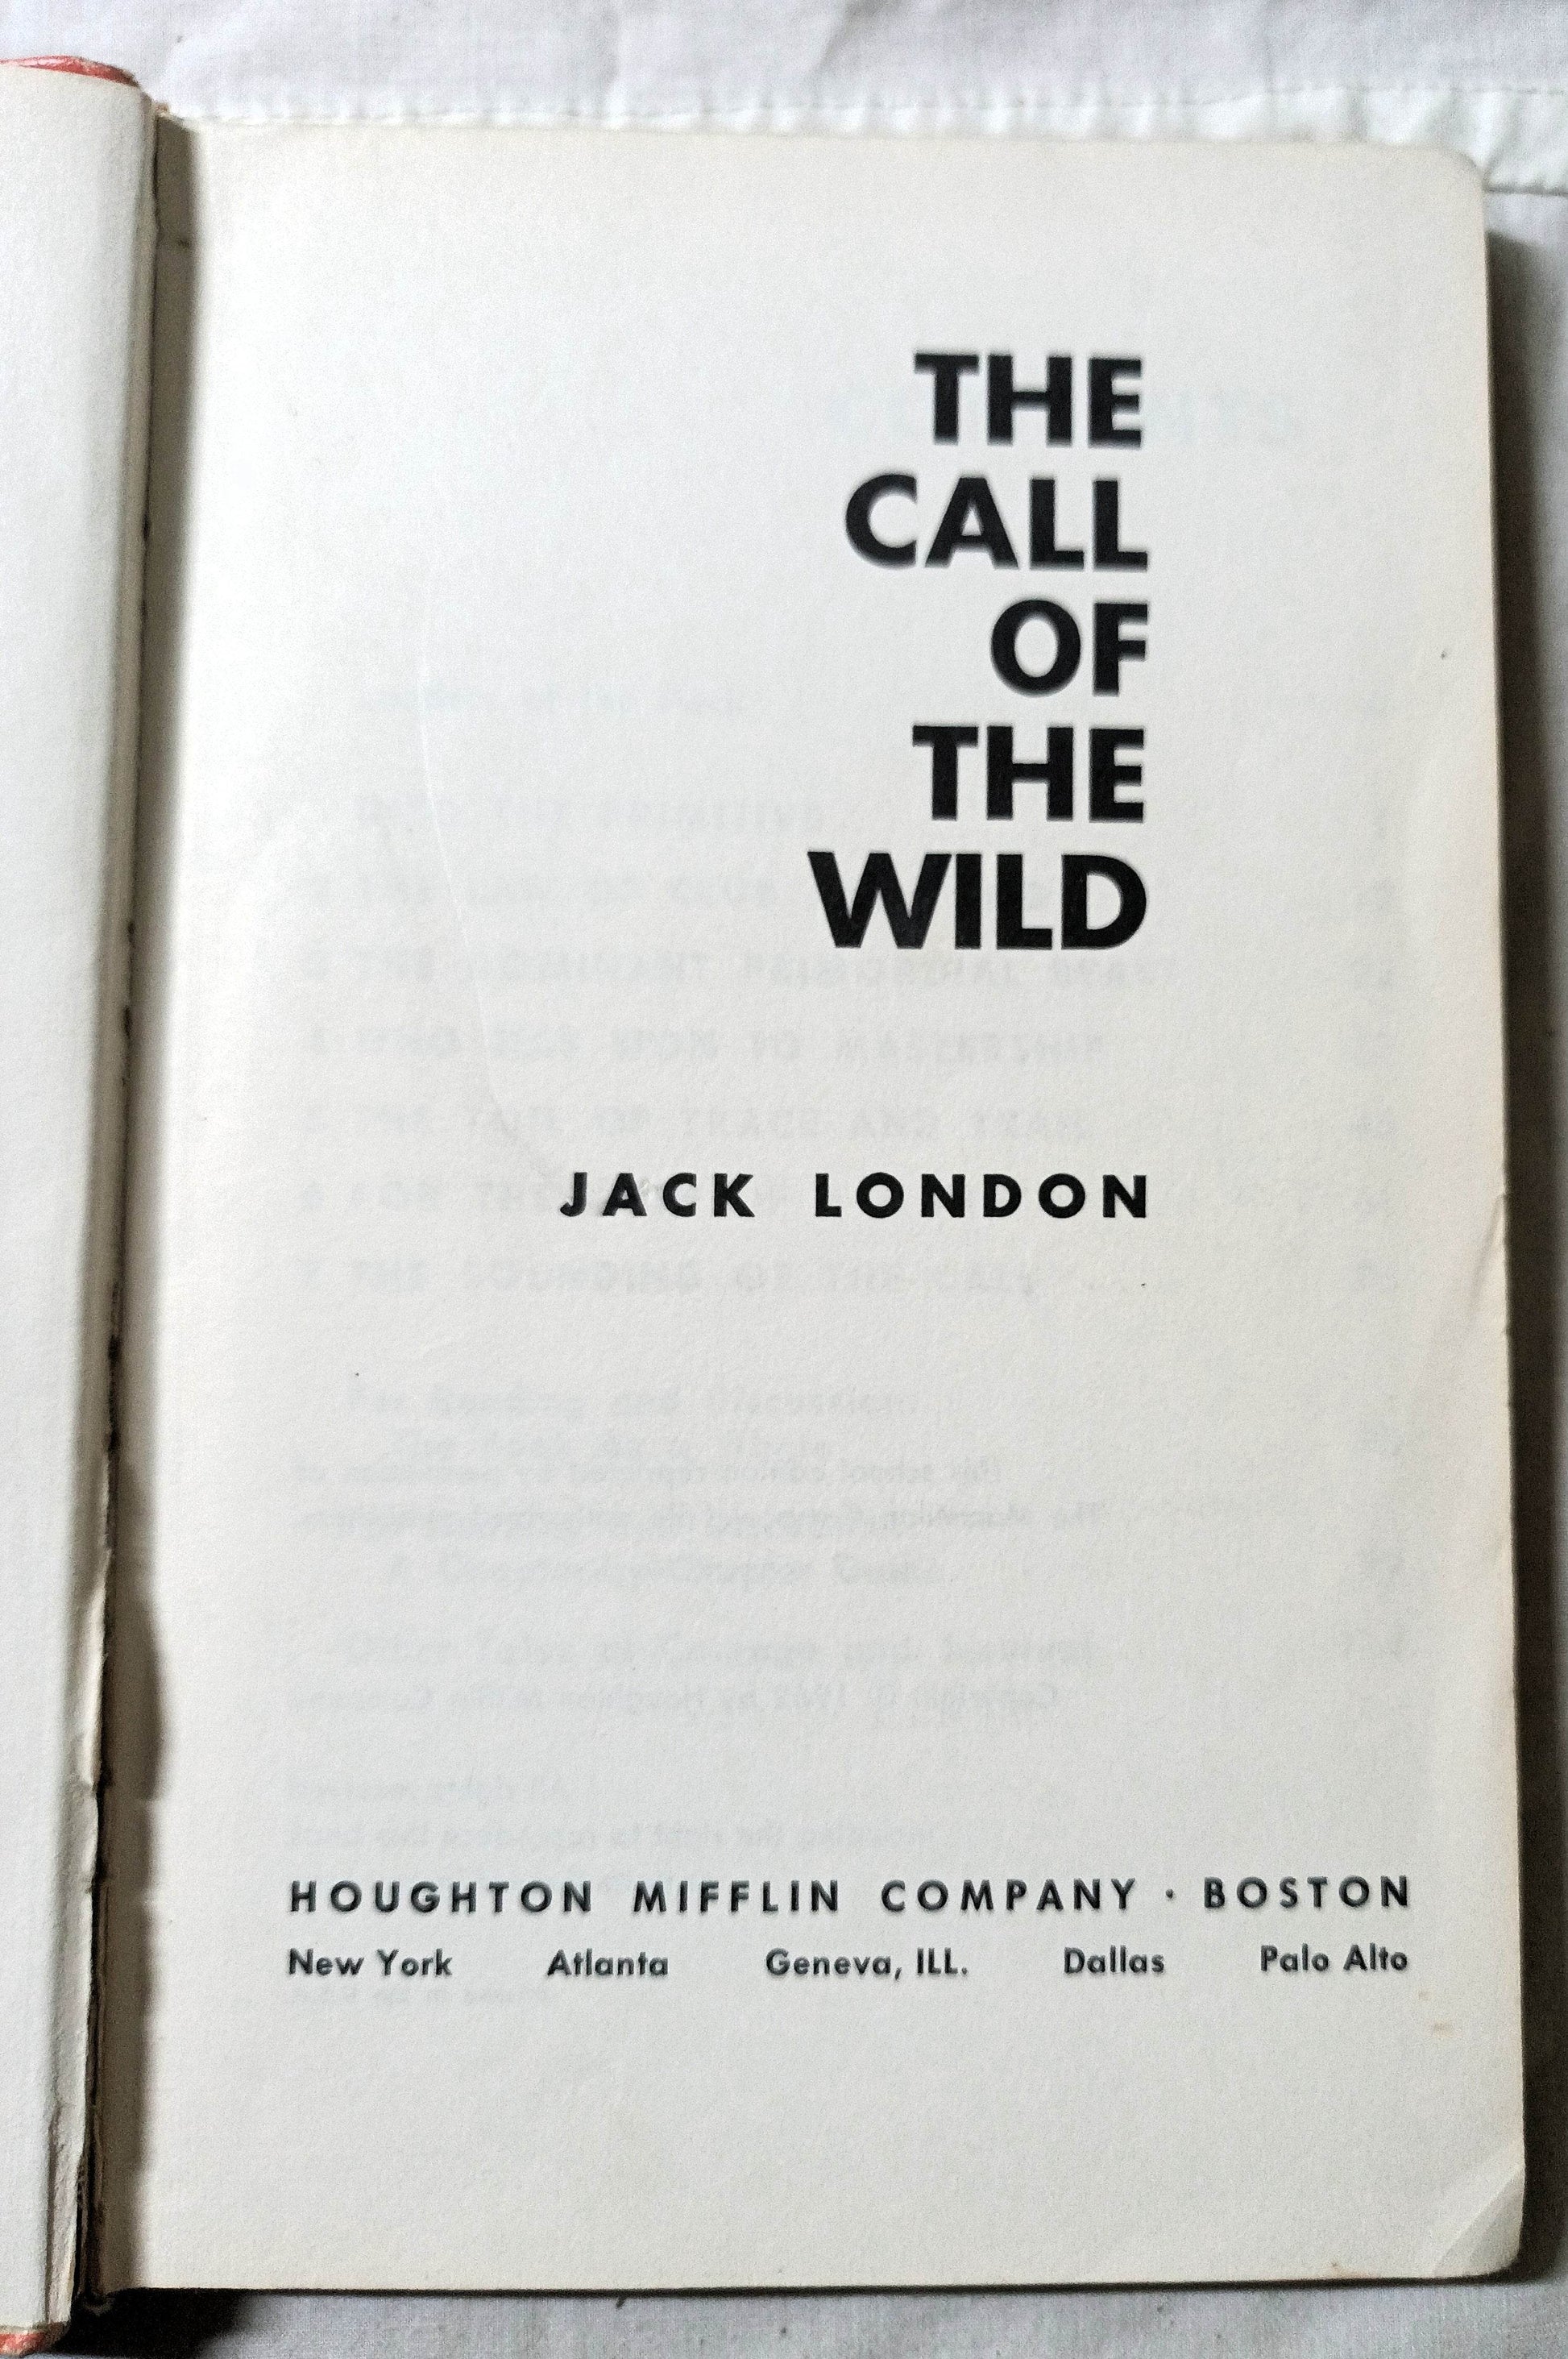 THE
CALL
OF
THE
WILD
JACK LONDON
HOUGHTON MIFFLIN COMPANY · BOSTON
New York Atlanta Geneva, ILL. Dallas Palo Alto